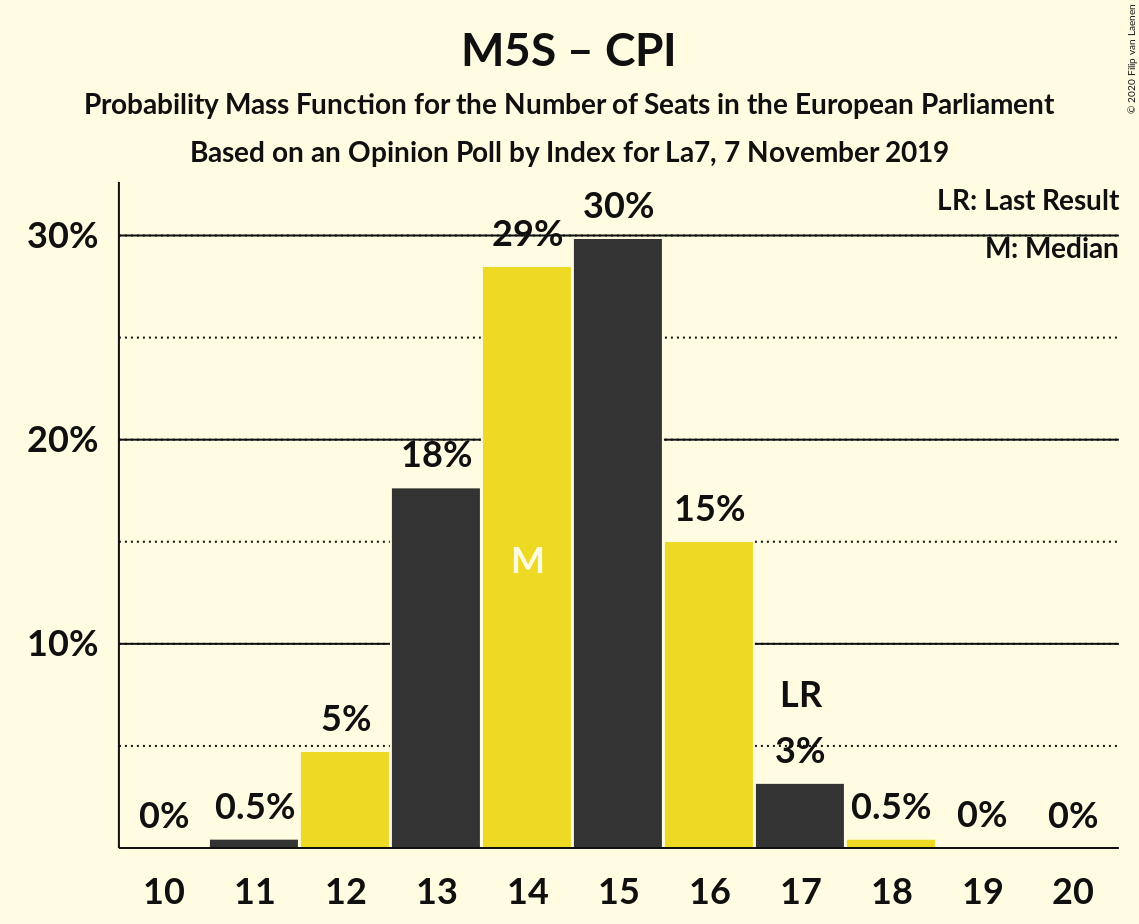 M5S – CPI
Probability Mass Function for the Number of Seats in the European Parliament
Based on an Opinion Poll by Index for La7, 7 November 2019
© 2020 Filip van Laenen
LR: Last Result
M: Median
30%
20%
10%
0%
0.5%
5%
18%
29%
M
30%
15%
LR
3%
0.5%
0%
0%
10 11 12 13 14 15 16 17 18 19 20